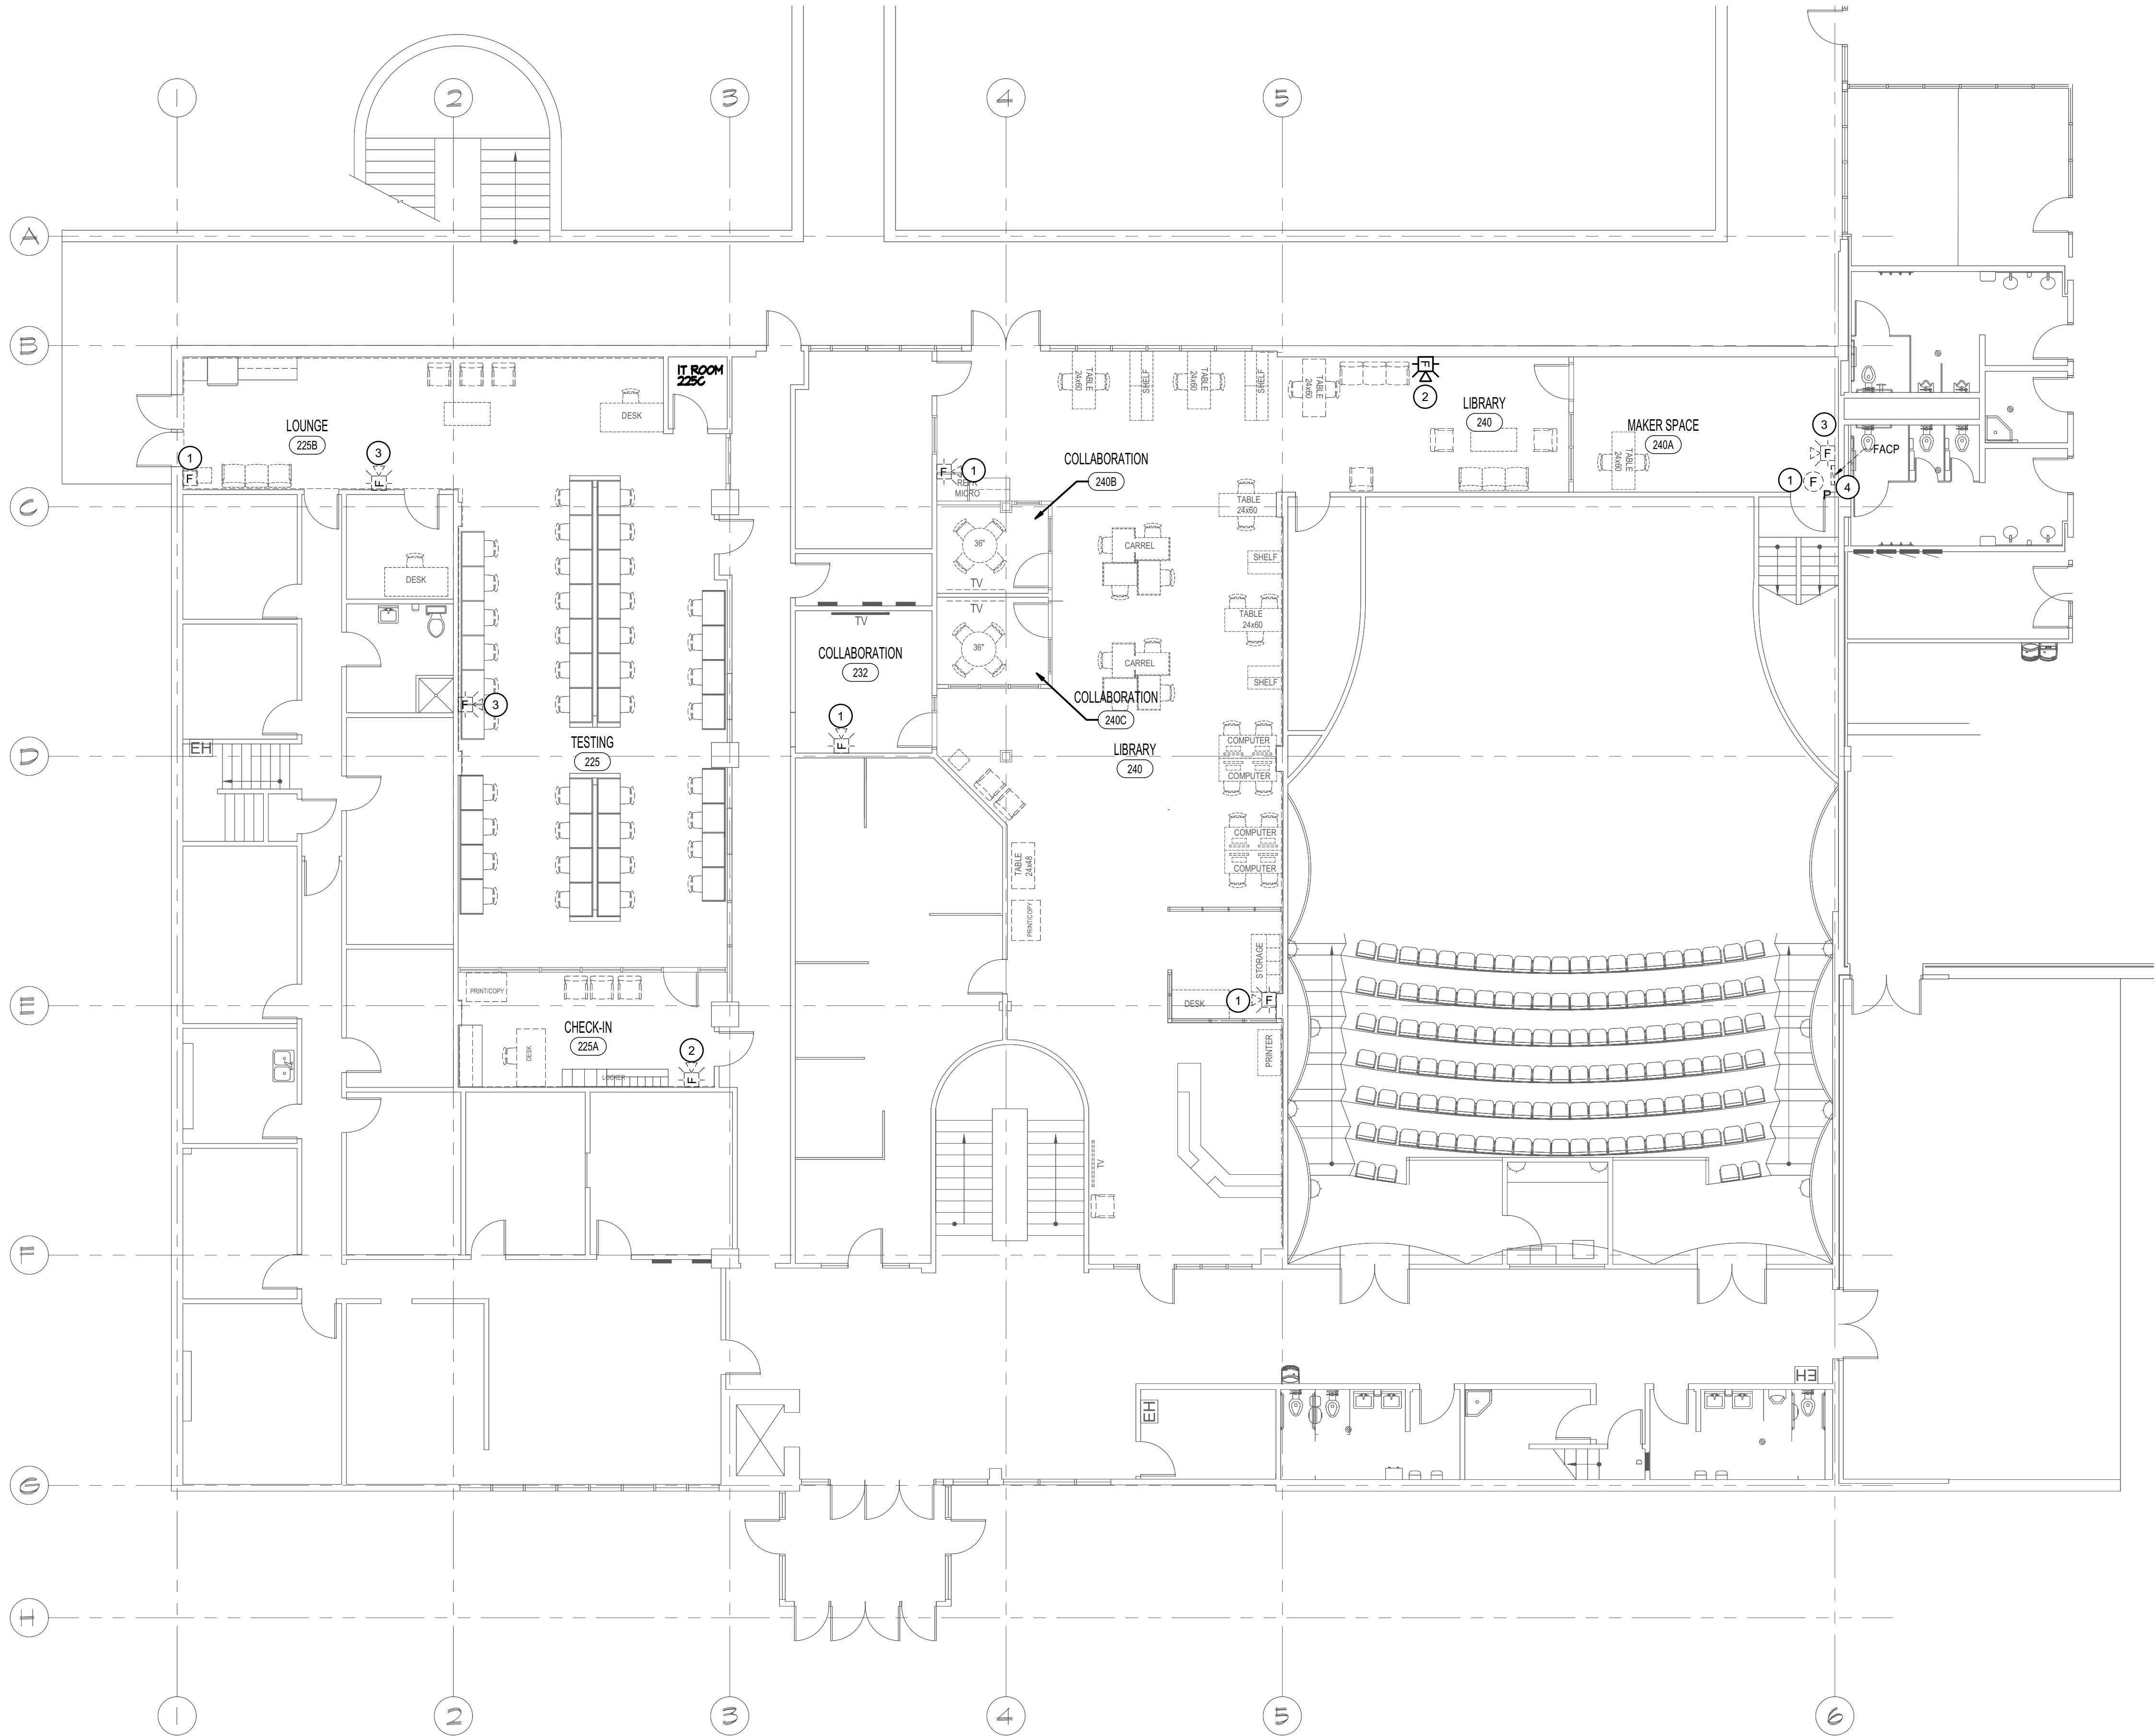 1
2
3
4
5
A
B
IT ROOM
225C
DESK
LOUNGE
225B
1
F
3
F
DESK
TABLE
24x60
SHELF
TABLE
24x60
SHELF
TABLE
24x60
F
2
LIBRARY
240
MAKER SPACE
240A
TABLE
24x60
3
F
FACP
1
F
4
P
C
COLLABORATION
240B
F
1
MICRO
TABLE
24x60
36"
TV
CARREL
SHELF
TV
TV
36"
TABLE
24x60
COLLABORATION
232
CARREL
SHELF
COLLABORATION
240C
1
F
F
3
EH
D
TESTING
225
LIBRARY
240
COMPUTER
COMPUTER
COMPUTER
COMPUTER
TABLE
24x48
PRINT/COPY
STORAGE
E
PRINT/COPY
DESK
1
F
CHECK-IN
225A
DESK
LOCKER
2
F
PRINTER
TV
F
EH
EH
G
H
1
2
3
4
5
6